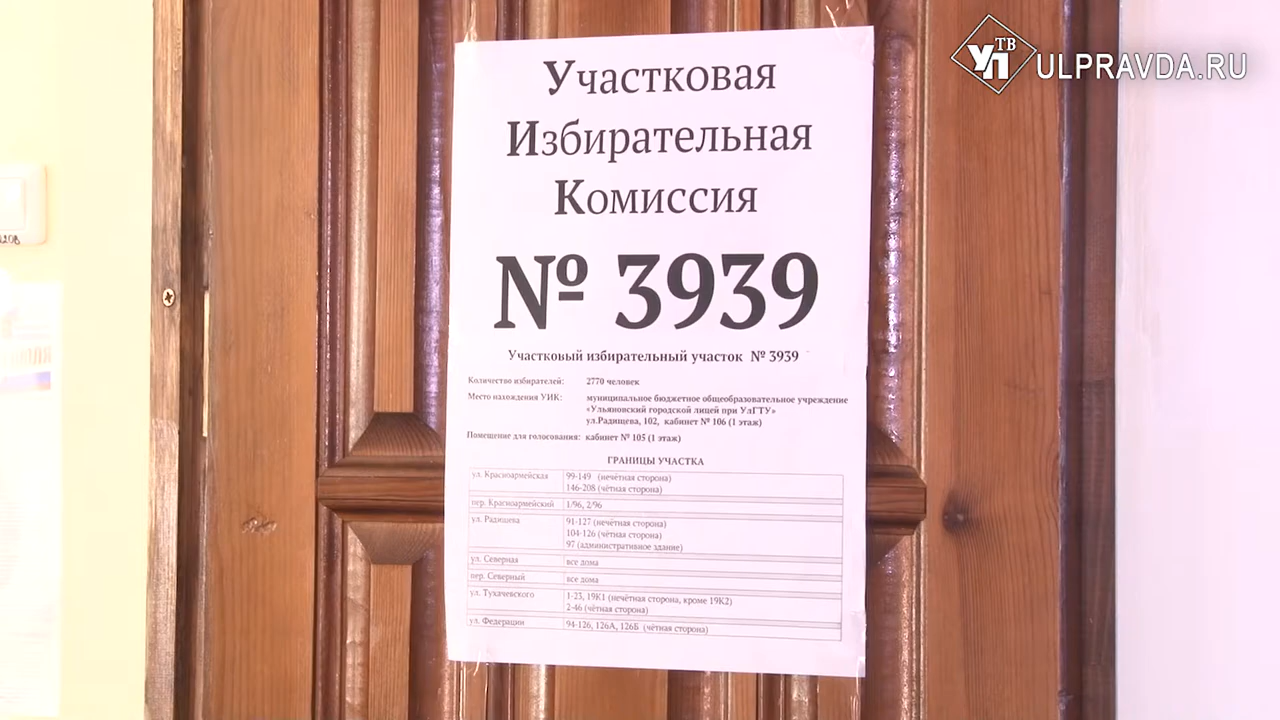 УП ТВ ULPRAVDA.RU
Участковая
Избирательная
Комиссия
№ 3939
Участковый избирательный участок № 3939
Количество избирателей: 2770 человек
Место нахождения УИК: муниципальное бюджетное общеобразовательное учреждение
«Ульяновский городской лицей при УлГТУ»
ул.Радищева, 102, кабинет № 106 (1 этаж)
Помещение для голосования: кабинет № 105 (1 этаж)
ГРАНИЦЫ УЧАСТКА
ул. Красноармейская 99-149 (нечётная сторона)
146-208 (чётная сторона)
пер. Красноармейский 1/96, 2/96
ул. Радищева 91-127 (нечётная сторона)
104-126 (чётная сторона)
97 (административное здание)
ул. Северная все дома
пер. Северный все дома
ул. Тухачевского 1-23, 19К1 (нечётная сторона, кроме 19К2)
2-46 (чётная сторона)
ул. Федерации 94-126, 126А, 126Б (чётная сторона)